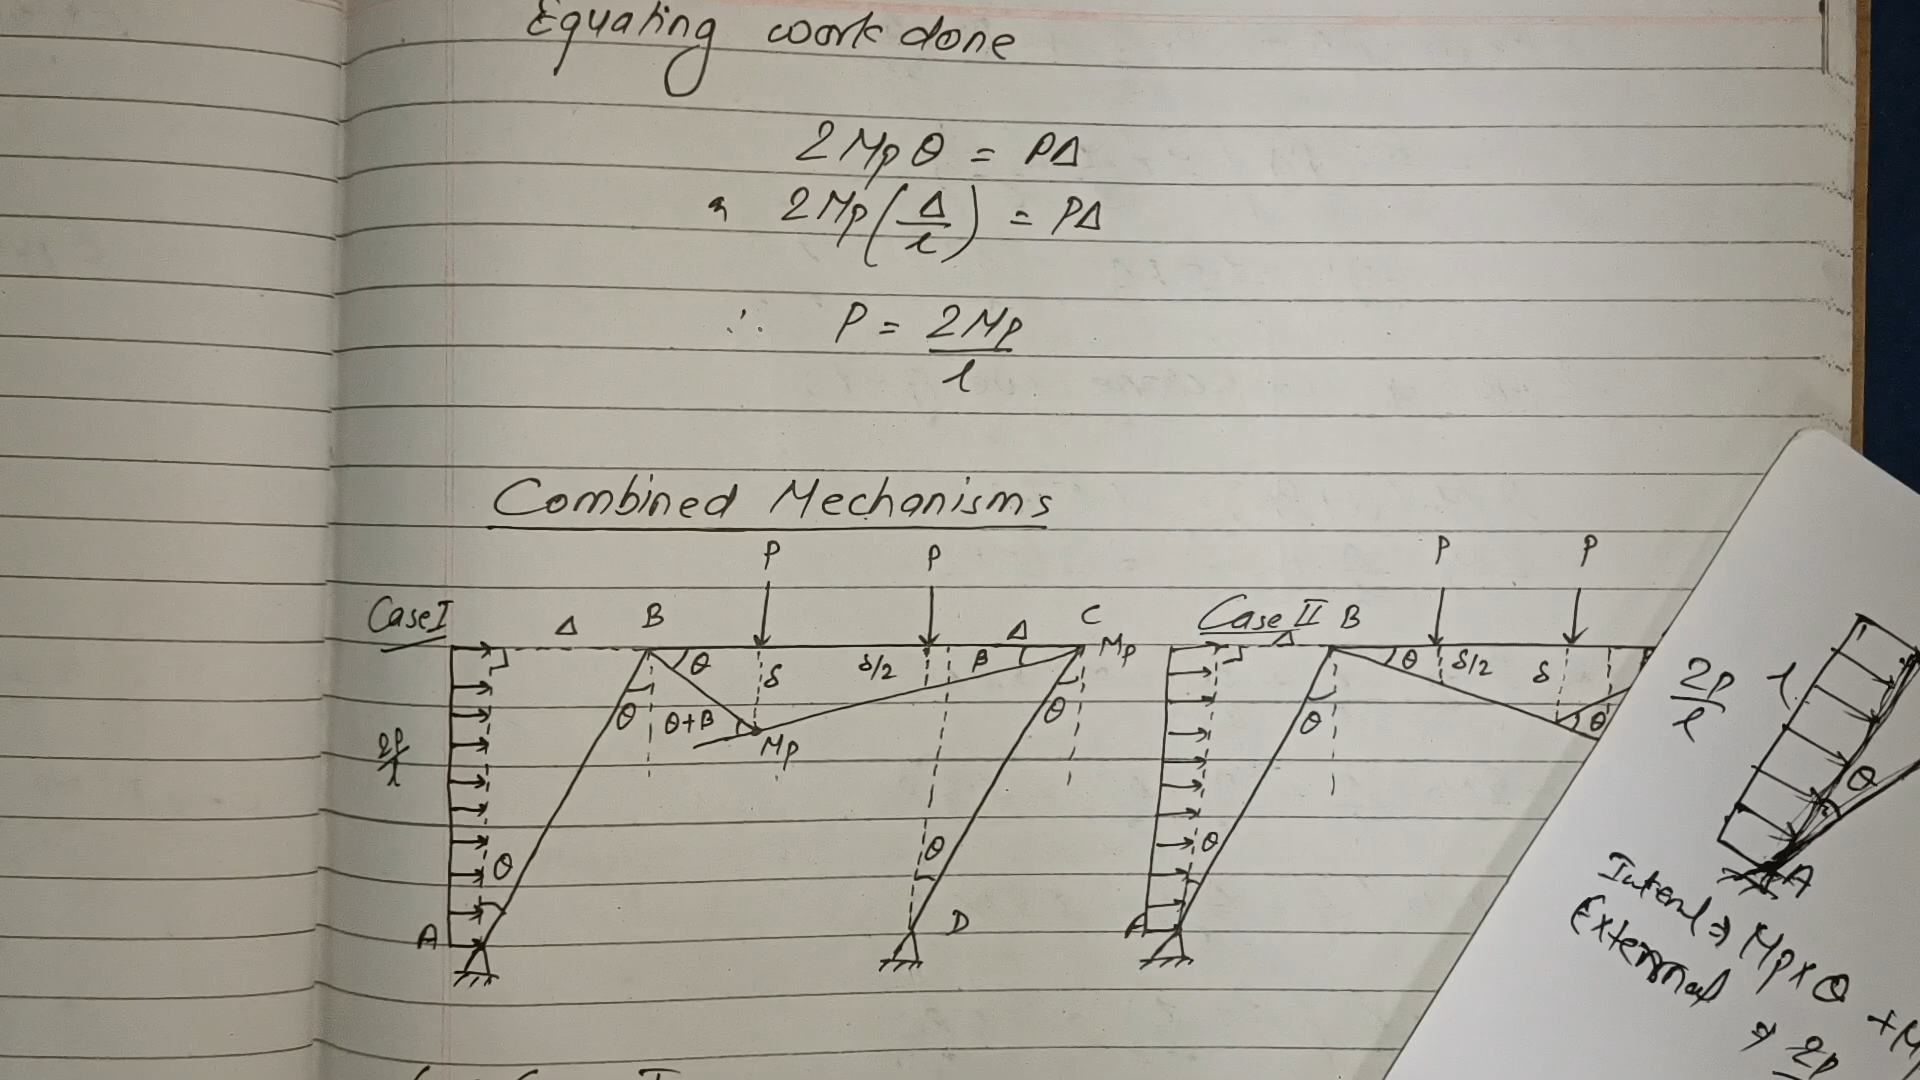 Equating work done
2Mpθ = PΔ
2Mp(Δ/l) = PΔ
∴ P = 2Mp/l
Combined Mechanisms
P P P P
Case I Δ B Δ C Mp Case II Δ B
θ δ δ/2 β θ δ/2 δ θ
θ θ+β Mp θ θ
2P/l
θ θ θ
A D A
2P/l l
θ
A
Internal ⇒ Mp×θ + M
External
⇒ 2P